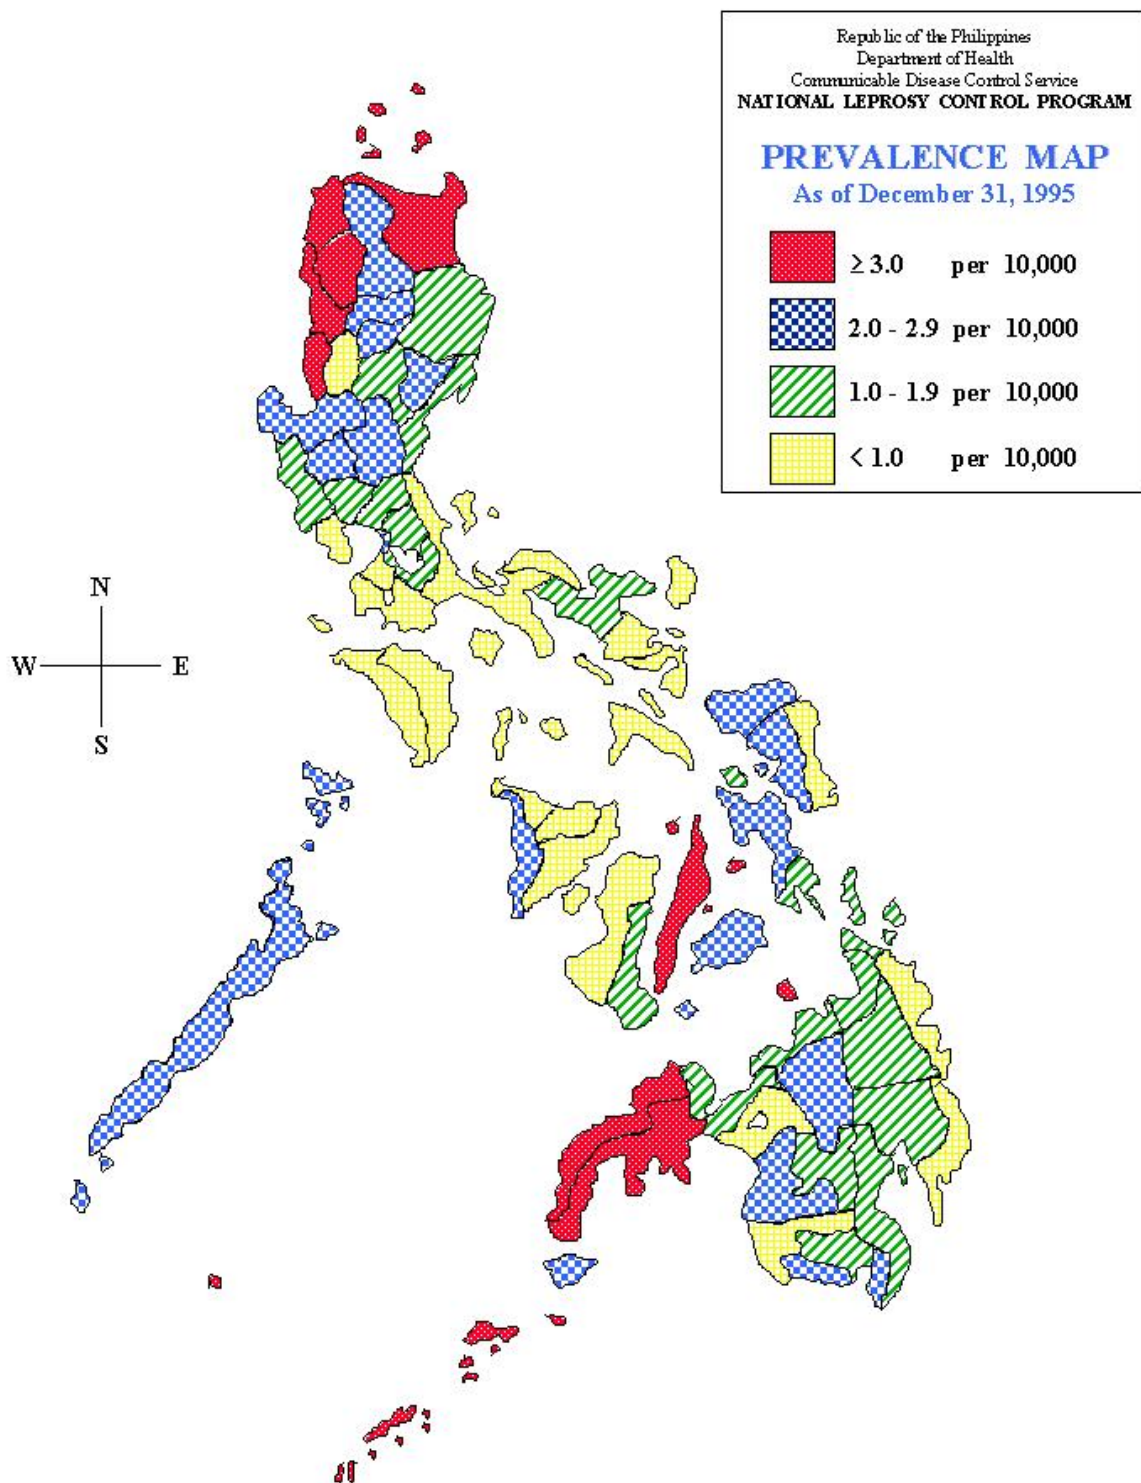 Republic of the Philippines
Department of Health
Communicable Disease Control Service
NATIONAL LEPROSY CONTROL PROGRAM
PREVALENCE MAP
As of December 31, 1995
≥ 3.0 per 10,000
2.0 - 2.9 per 10,000
1.0 - 1.9 per 10,000
< 1.0 per 10,000
N
W E
S